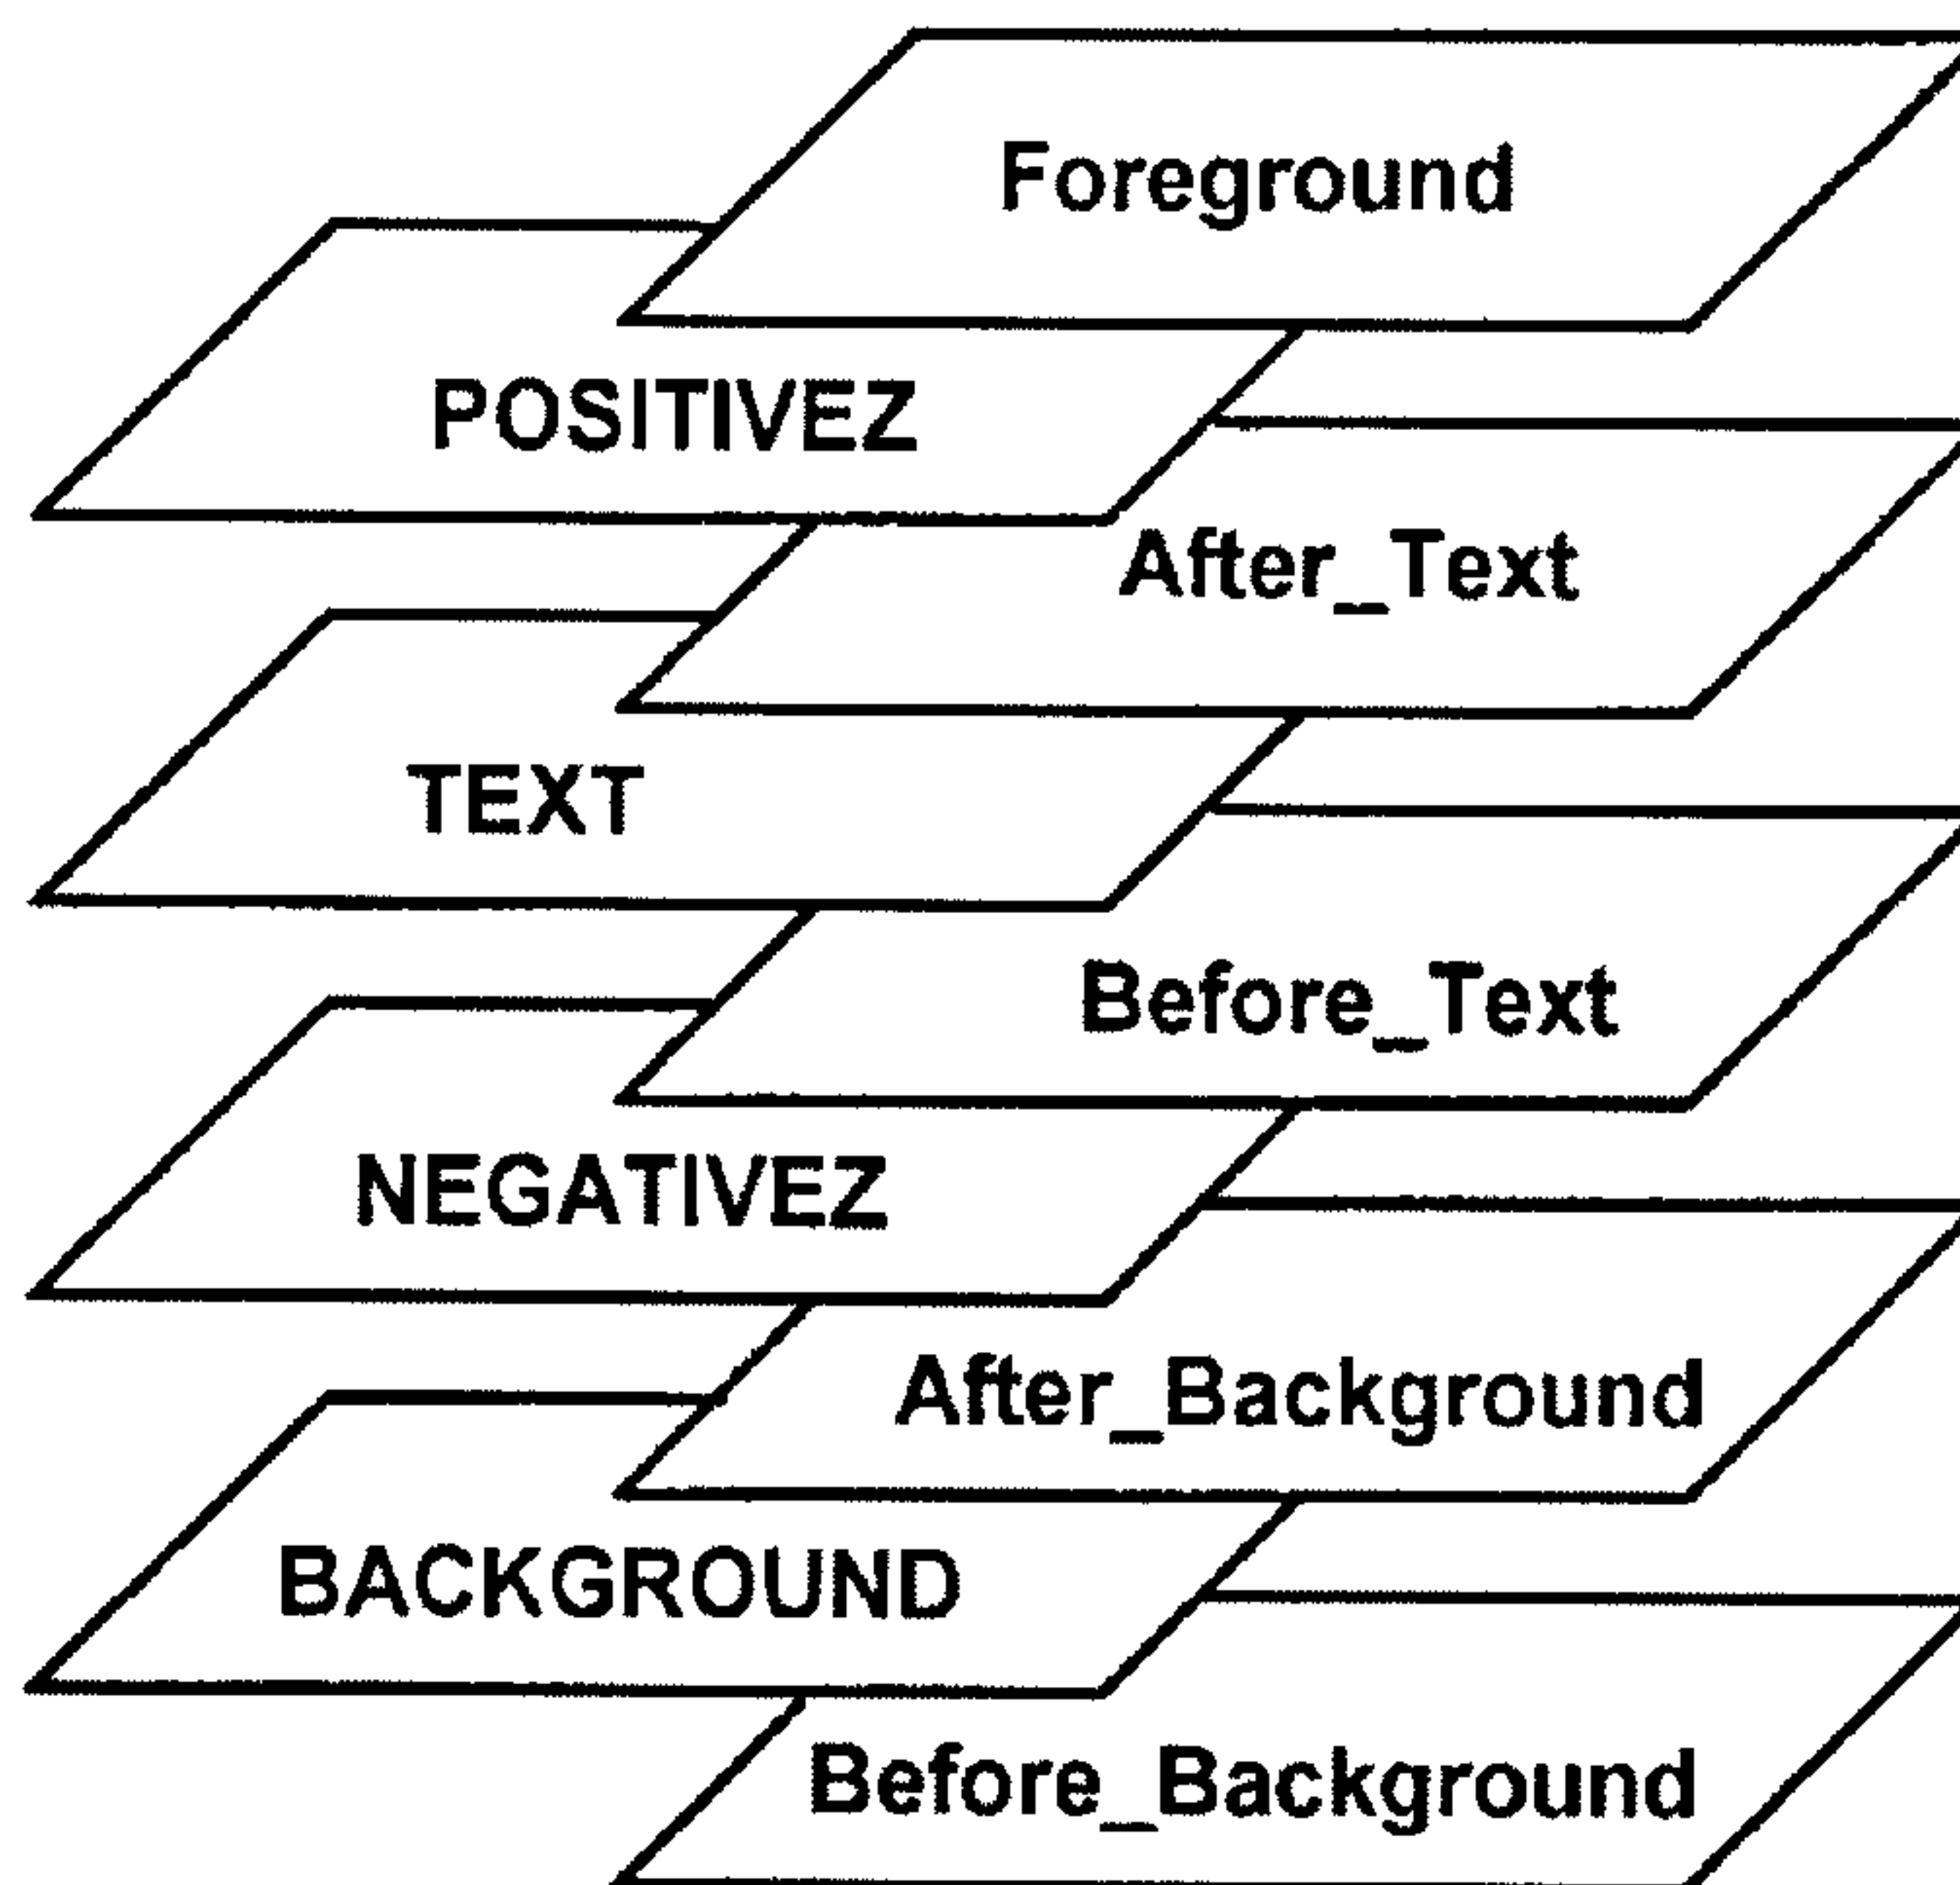 Foreground
POSITIVEZ
After_Text
TEXT
Before_Text
NEGATIVEZ
After_Background
BACKGROUND
Before_Background